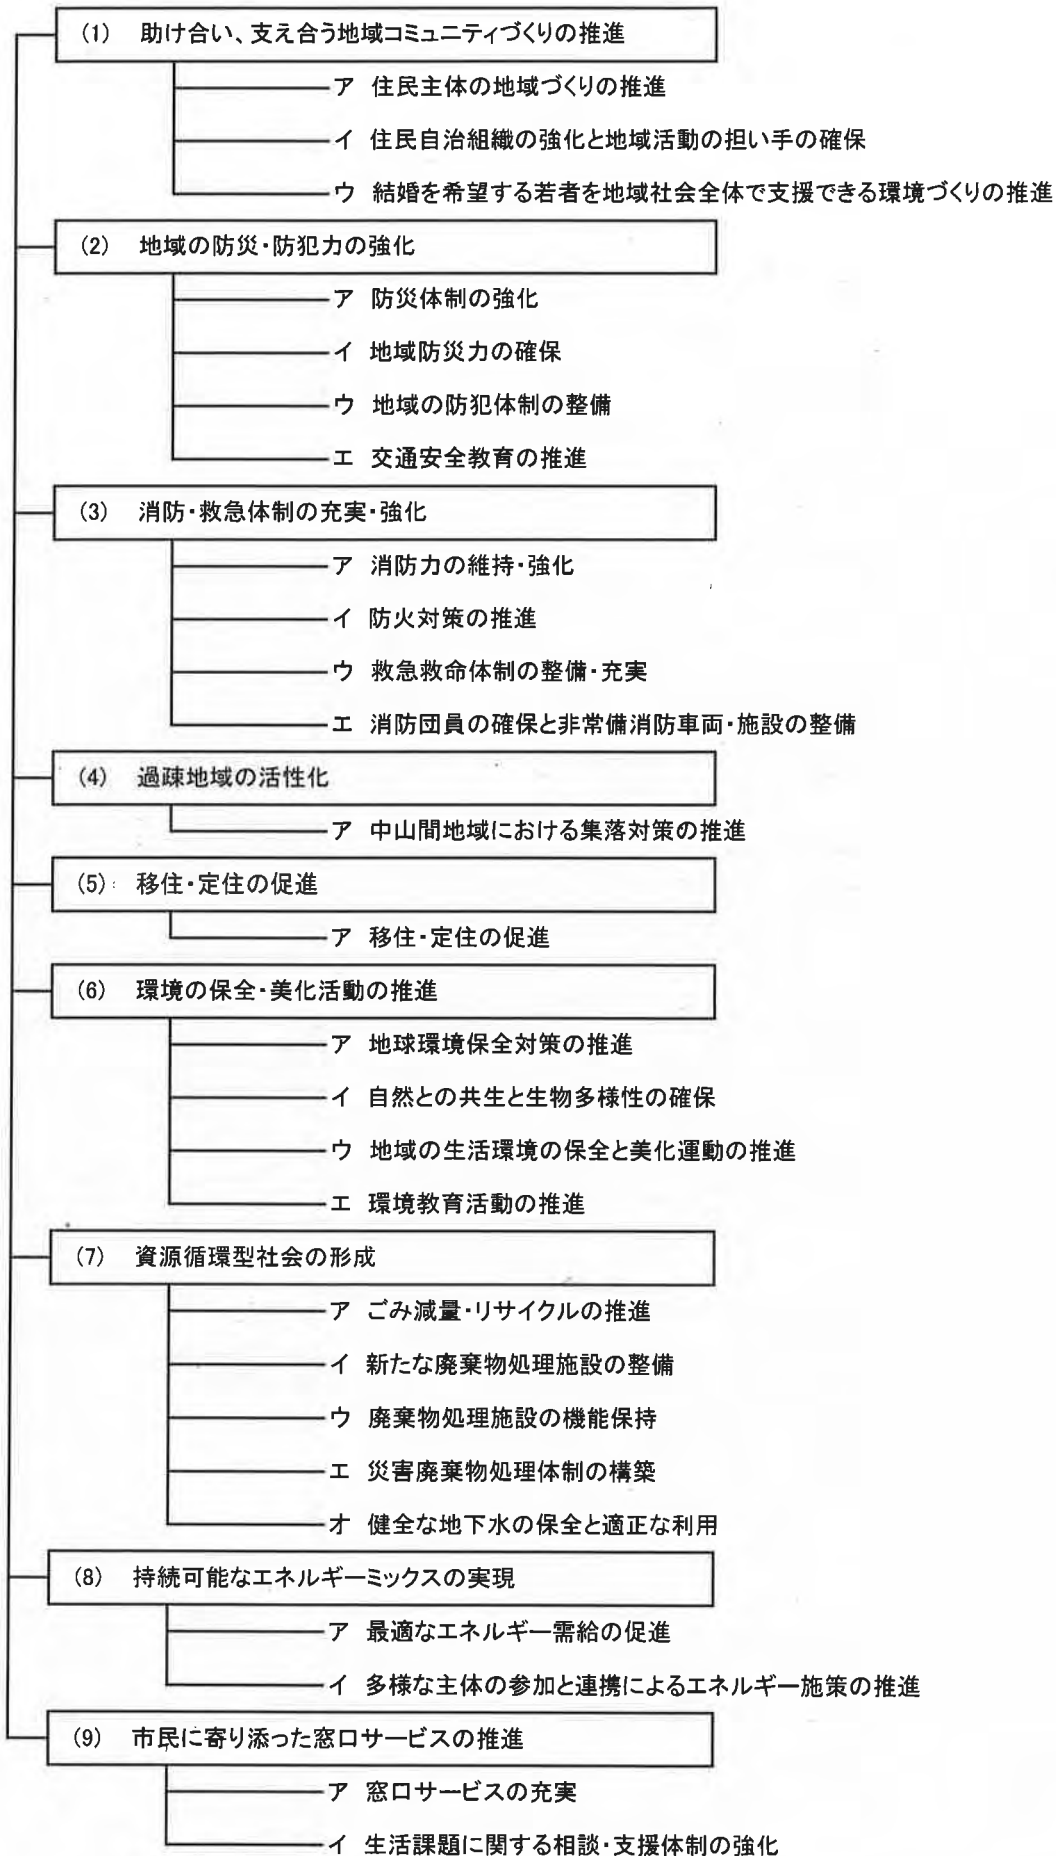 (1) 助け合い、支え合う地域コミュニティづくりの推進
ア 住民主体の地域づくりの推進
イ 住民自治組織の強化と地域活動の担い手の確保
ウ 結婚を希望する若者を地域社会全体で支援できる環境づくりの推進
(2) 地域の防災・防犯力の強化
ア 防災体制の強化
イ 地域防災力の確保
ウ 地域の防犯体制の整備
エ 交通安全教育の推進
(3) 消防・救急体制の充実・強化
ア 消防力の維持・強化
イ 防火対策の推進
ウ 救急救命体制の整備・充実
エ 消防団員の確保と非常備消防車両・施設の整備
(4) 過疎地域の活性化
ア 中山間地域における集落対策の推進
(5) 移住・定住の促進
ア 移住・定住の促進
(6) 環境の保全・美化活動の推進
ア 地球環境保全対策の推進
イ 自然との共生と生物多様性の確保
ウ 地域の生活環境の保全と美化運動の推進
エ 環境教育活動の推進
(7) 資源循環型社会の形成
ア ごみ減量・リサイクルの推進
イ 新たな廃棄物処理施設の整備
ウ 廃棄物処理施設の機能保持
エ 災害廃棄物処理体制の構築
オ 健全な地下水の保全と適正な利用
(8) 持続可能なエネルギーミックスの実現
ア 最適なエネルギー需給の促進
イ 多様な主体の参加と連携によるエネルギー施策の推進
(9) 市民に寄り添った窓口サービスの推進
ア 窓口サービスの充実
イ 生活課題に関する相談・支援体制の強化